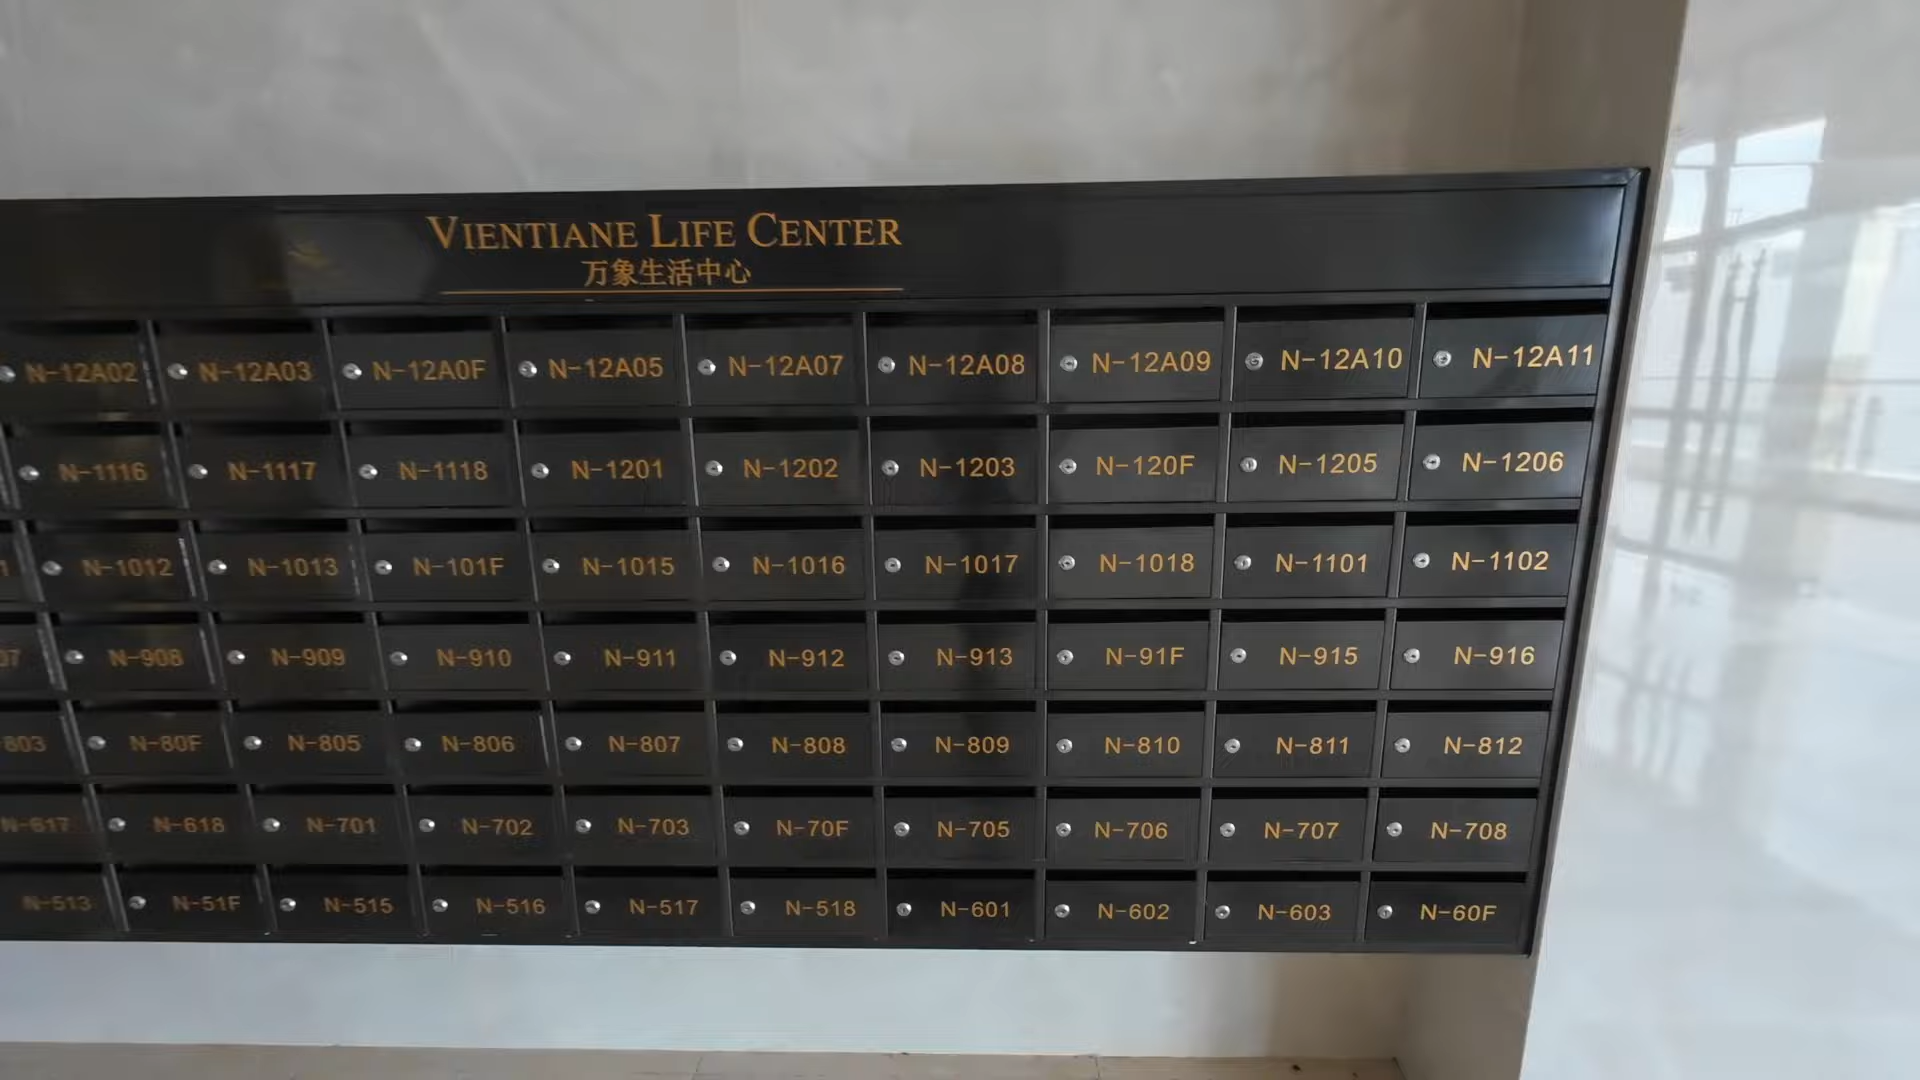 VIENTIANE LIFE CENTER
万象生活中心
N-12A02 N-12A03 N-12A0F N-12A05 N-12A07 N-12A08 N-12A09 N-12A10 N-12A11
N-1116 N-1117 N-1118 N-1201 N-1202 N-1203 N-120F N-1205 N-1206
N-1012 N-1013 N-101F N-1015 N-1016 N-1017 N-1018 N-1101 N-1102
N-908 N-909 N-910 N-911 N-912 N-913 N-91F N-915 N-916
-803 N-80F N-805 N-806 N-807 N-808 N-809 N-810 N-811 N-812
N-617 N-618 N-701 N-702 N-703 N-70F N-705 N-706 N-707 N-708
N-513 N-51F N-515 N-516 N-517 N-518 N-601 N-602 N-603 N-60F